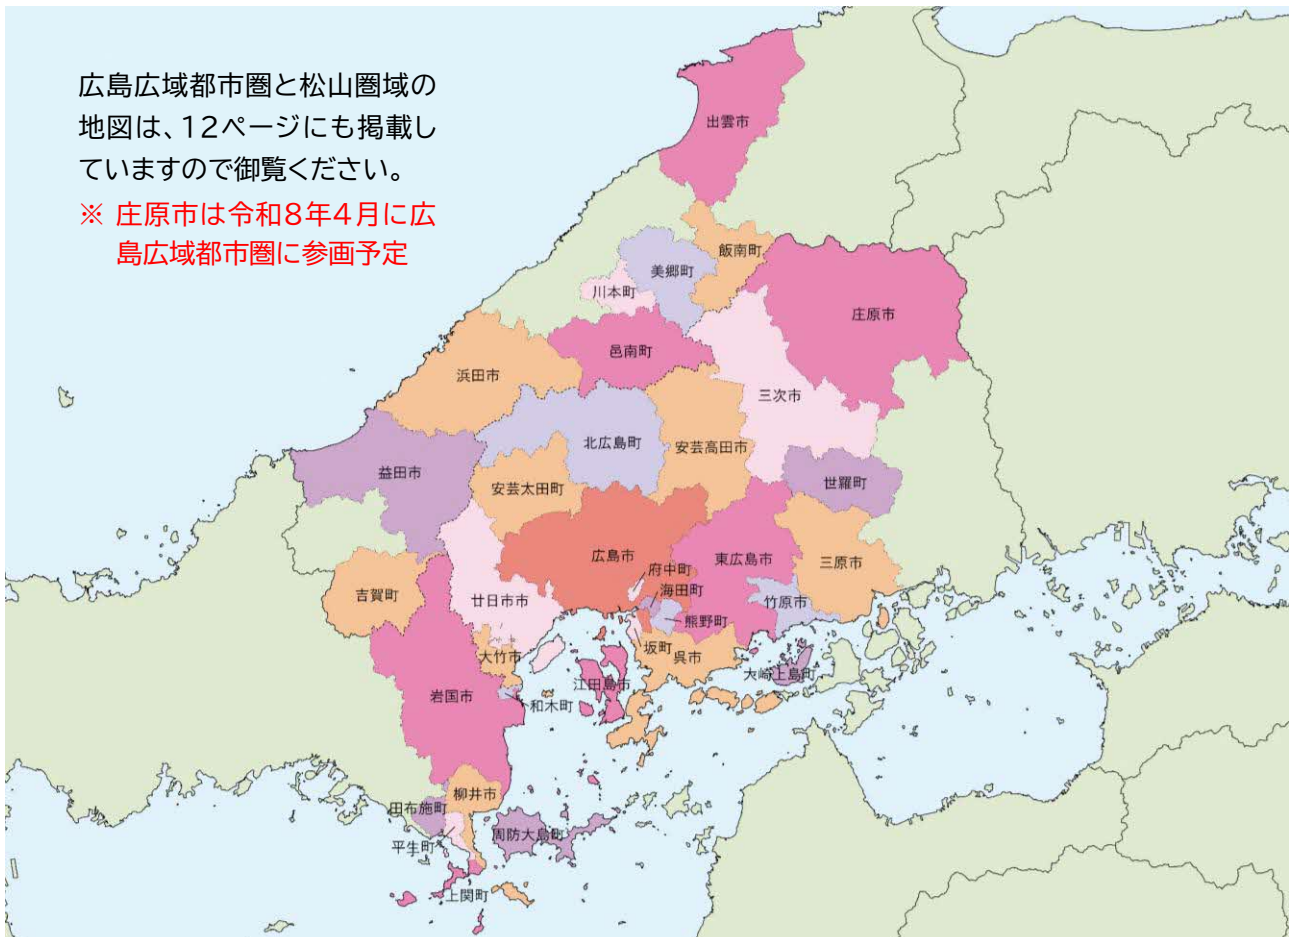 広島広域都市圏と松山圏域の
地図は、12ページにも掲載し
ていますので御覧ください。
※ 庄原市は令和8年4月に広
島広域都市圏に参画予定
出雲市
飯南町
美郷町
川本町
庄原市
邑南町
浜田市
三次市
北広島町
安芸高田市
益田市
安芸太田町
世羅町
広島市
東広島市
三原市
府中町
海田町
吉賀町
廿日市市
竹原市
熊野町
坂町
呉市
大竹市
大崎上島町
江田島市
岩国市
和木町
柳井市
田布施町
周防大島町
平生町
上関町